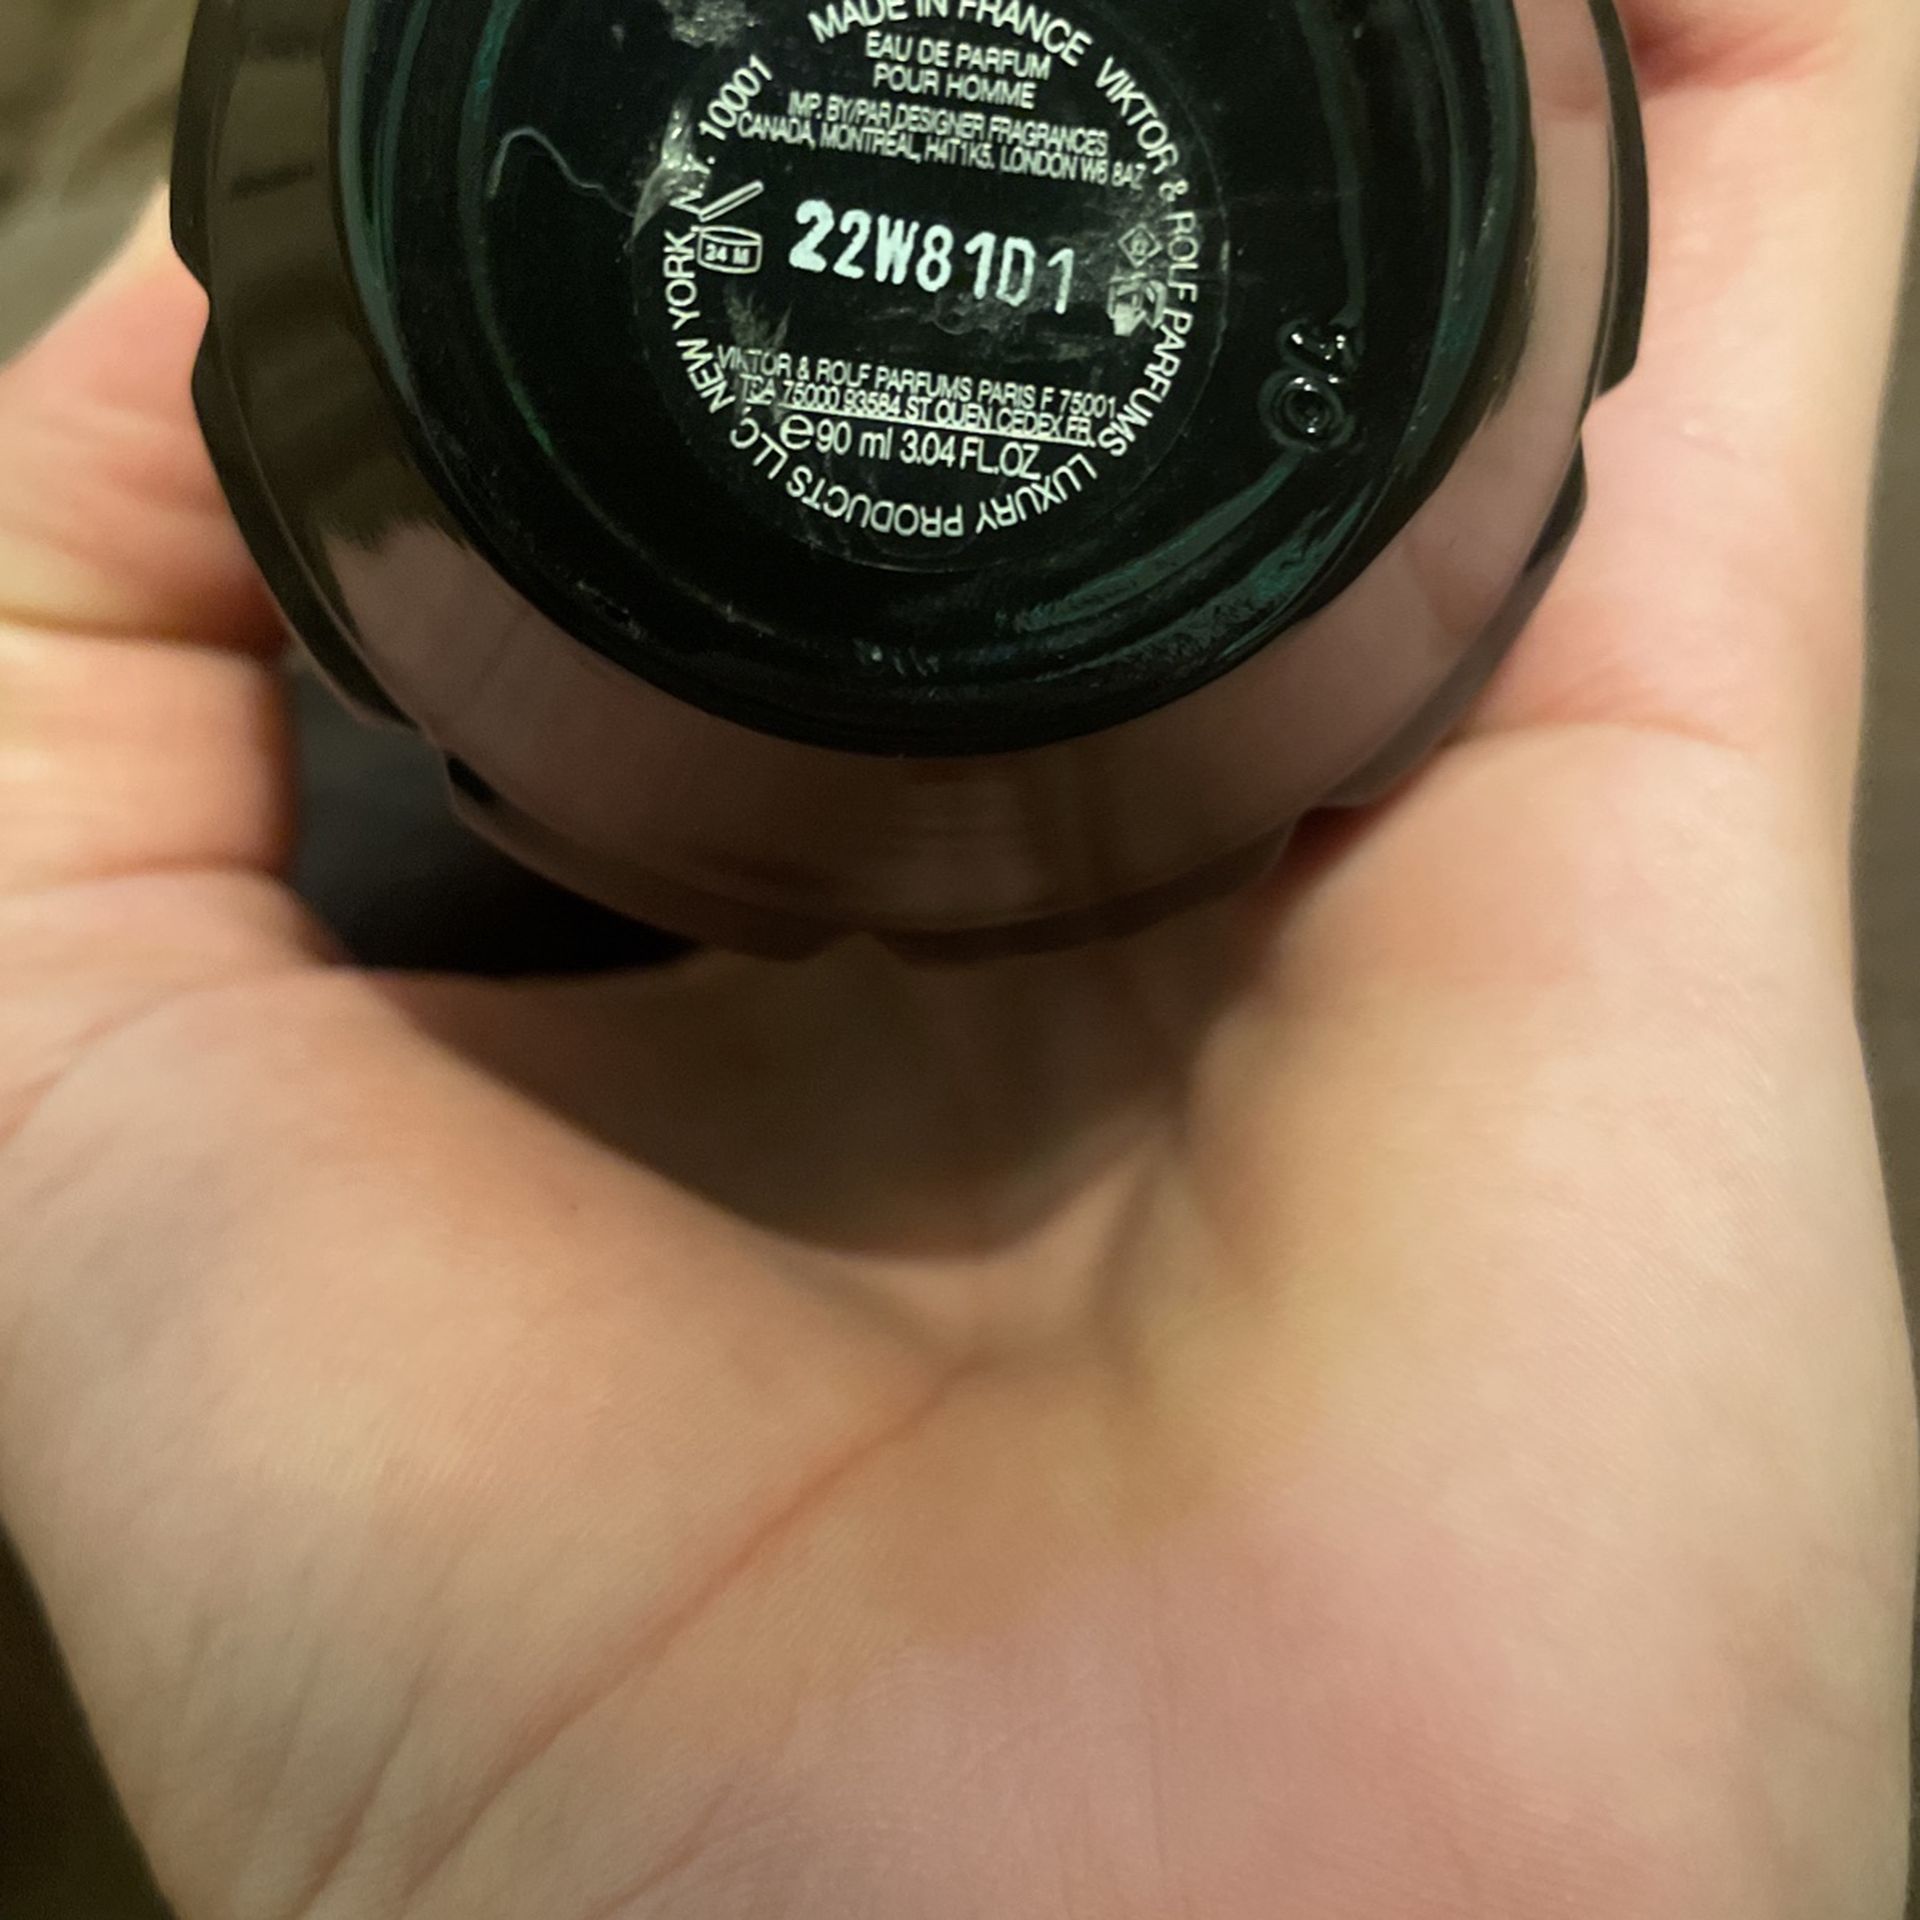 MADE IN FRANCE VIKTOR & ROLF PARFUMS, LUXURY PRODUCTS LLC, NEW YORK, N.Y. 10001
EAU DE PARFUM
POUR HOMME
IMP. BY/PAR DESIGNER FRAGRANCES
CANADA, MONTREAL, H4T1K5. LONDON W6 8AZ
24 M
22W81D1
VIKTOR & ROLF PARFUMS PARIS F 75001
TEA 75000 93584 ST OUEN CEDEX FR.
e 90 ml 3.04 FL.OZ.